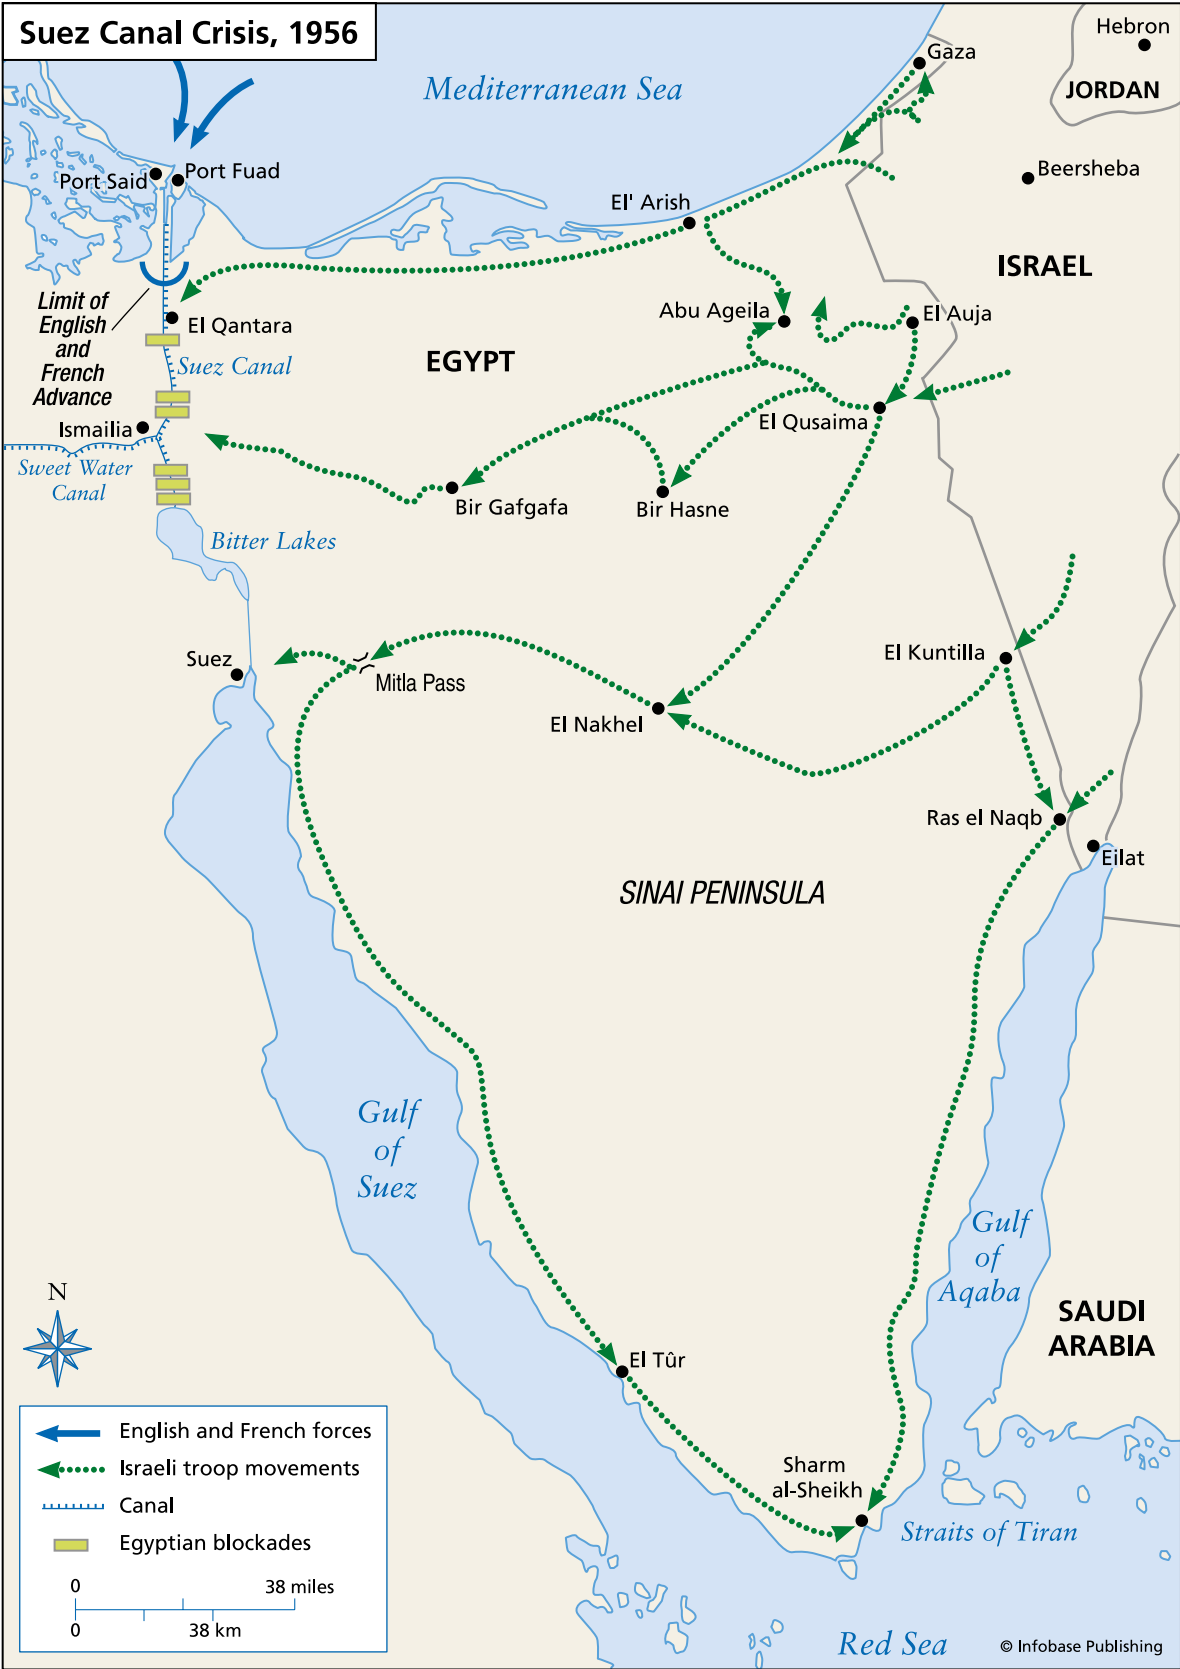 Suez Canal Crisis, 1956
Hebron
Gaza
JORDAN
Mediterranean Sea
Port Said
Port Fuad
Beersheba
El' Arish
ISRAEL
Limit of
English
and
French
Advance
El Qantara
Abu Ageila
El Auja
EGYPT
Suez Canal
Ismailia
El Qusaima
Sweet Water
Canal
Bir Gafgafa
Bir Hasne
Bitter Lakes
Suez
Mitla Pass
El Kuntilla
El Nakhel
Ras el Naqb
Eilat
SINAI PENINSULA
Gulf
of
Suez
Gulf
of
Aqaba
N
SAUDI
ARABIA
El Tûr
Sharm
al-Sheikh
Straits of Tiran
English and French forces
Israeli troop movements
Canal
Egyptian blockades
0
38 miles
0
38 km
Red Sea
© Infobase Publishing